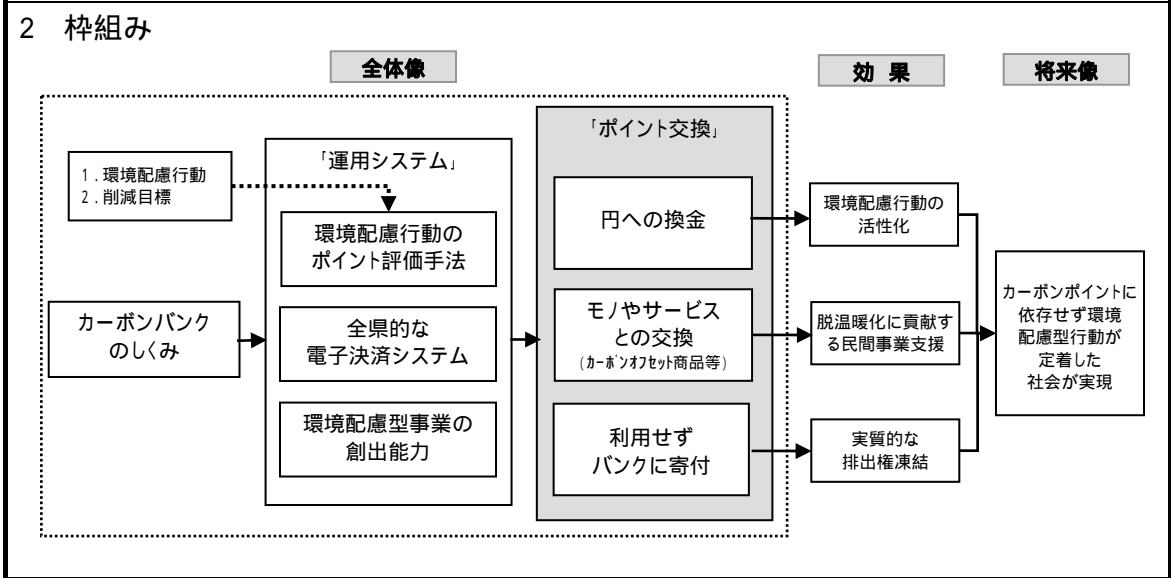 2 枠組み
全体像
効 果
将来像
1．環境配慮行動
2．削減目標
カーボンバンク
のしくみ
「運用システム」
環境配慮行動の
ポイント評価手法
全県的な
電子決済システム
環境配慮型事業の
創出能力
「ポイント交換」
円への換金
モノやサービス
との交換
(ｶｰﾎﾞﾝｵﾌｾｯﾄ商品等)
利用せず
バンクに寄付
環境配慮行動の
活性化
脱温暖化に貢献す
る民間事業支援
実質的な
排出権凍結
カーボンポイントに
依存せず環境
配慮型行動が
定着した
社会が実現